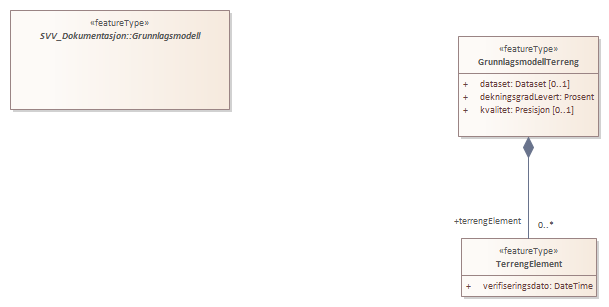 «featureType»
SVV_Dokumentasjon::Grunnlagsmodell
«featureType»
GrunnlagsmodellTerreng
+ dataset: Dataset [0..1]
+ dekningsgradLevert: Prosent
+ kvalitet: Presisjon [0..1]
+terrengElement
0..*
«featureType»
TerrengElement
+ verifiseringsdato: DateTime